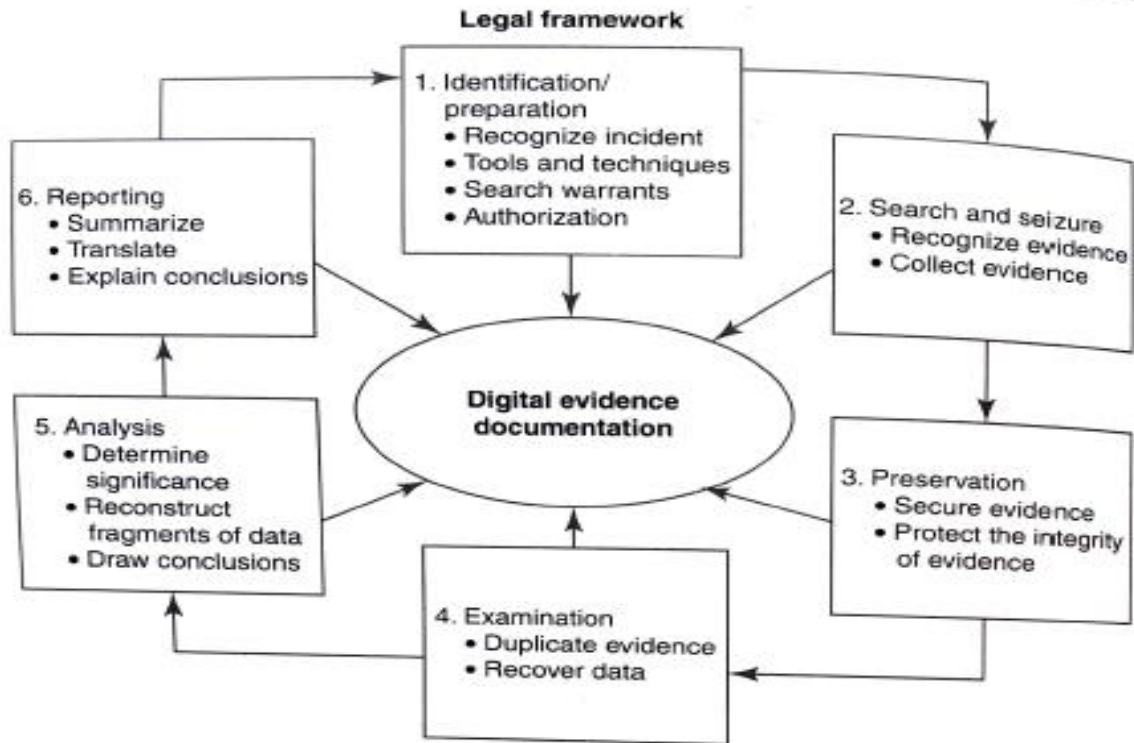 Legal framework
1. Identification/
preparation
• Recognize incident
• Tools and techniques
• Search warrants
• Authorization
2. Search and seizure
• Recognize evidence
• Collect evidence
3. Preservation
• Secure evidence
• Protect the integrity
of evidence
4. Examination
• Duplicate evidence
• Recover data
5. Analysis
• Determine
significance
• Reconstruct
fragments of data
• Draw conclusions
6. Reporting
• Summarize
• Translate
• Explain conclusions
Digital evidence
documentation